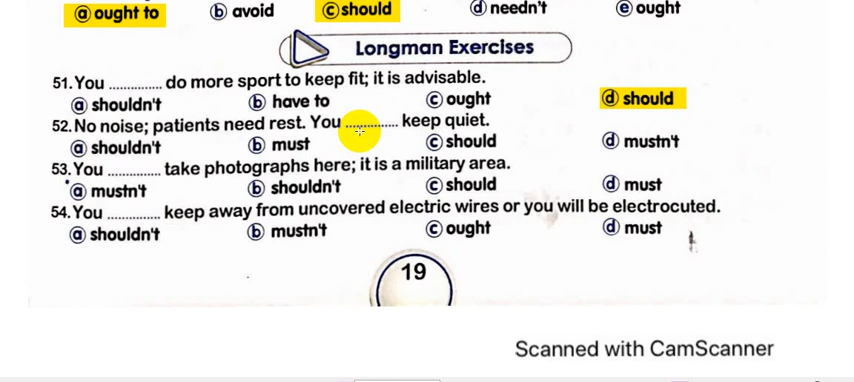 ⓐ ought to ⓑ avoid ⓒ should ⓓ needn't ⓔ ought
Longman Exercises
51. You .............. do more sport to keep fit; it is advisable.
ⓐ shouldn't ⓑ have to ⓒ ought ⓓ should
52. No noise; patients need rest. You .............. keep quiet.
ⓐ shouldn't ⓑ must ⓒ should ⓓ mustn't
53. You .............. take photographs here; it is a military area.
ⓐ mustn't ⓑ shouldn't ⓒ should ⓓ must
54. You .............. keep away from uncovered electric wires or you will be electrocuted.
ⓐ shouldn't ⓑ mustn't ⓒ ought ⓓ must
19
Scanned with CamScanner